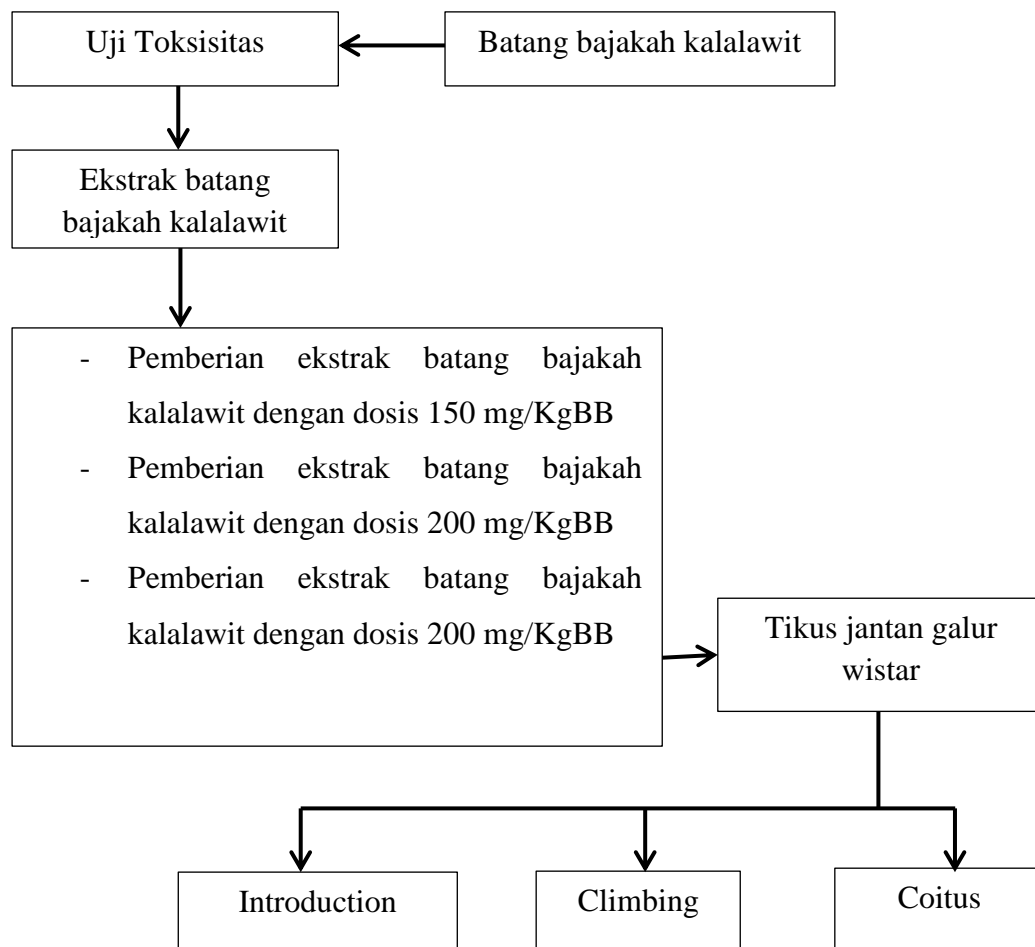 Uji Toksisitas
Batang bajakah kalalawit
Ekstrak batang
bajakah kalalawit
- Pemberian ekstrak batang bajakah
kalalawit dengan dosis 150 mg/KgBB
- Pemberian ekstrak batang bajakah
kalalawit dengan dosis 200 mg/KgBB
- Pemberian ekstrak batang bajakah
kalalawit dengan dosis 200 mg/KgBB
Tikus jantan galur
wistar
Introduction
Climbing
Coitus